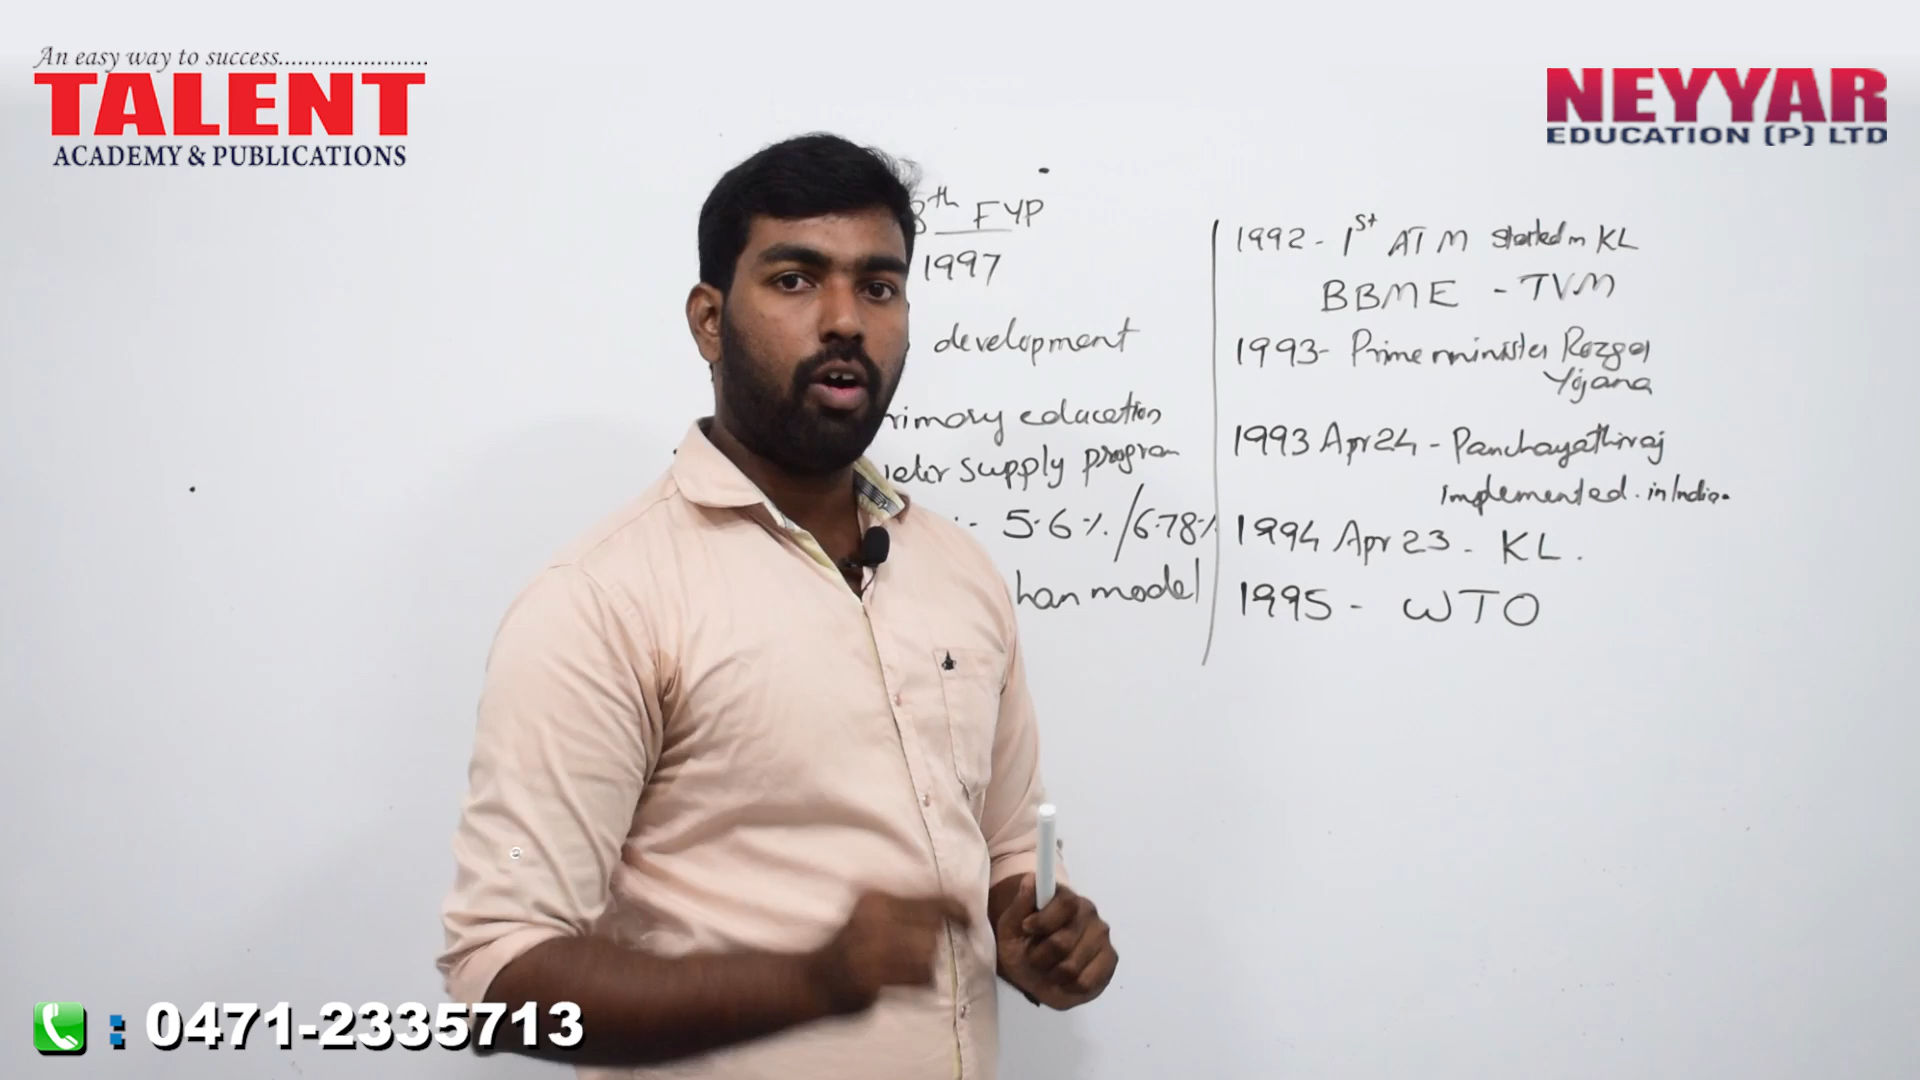 An easy way to success.......................
TALENT
ACADEMY & PUBLICATIONS
NEYYAR
EDUCATION (P) LTD
8th FYP
1997
development
rimary education
supply program
5.6%/6.78%
han model
1992 - 1st ATM started in KL
BBME - TVM
1993 - Prime minister Rozgar
Yojana
1993 Apr 24 - Panchayathiraj
implemented in India.
1994 Apr 23 - KL.
1995 - WTO
: 0471-2335713